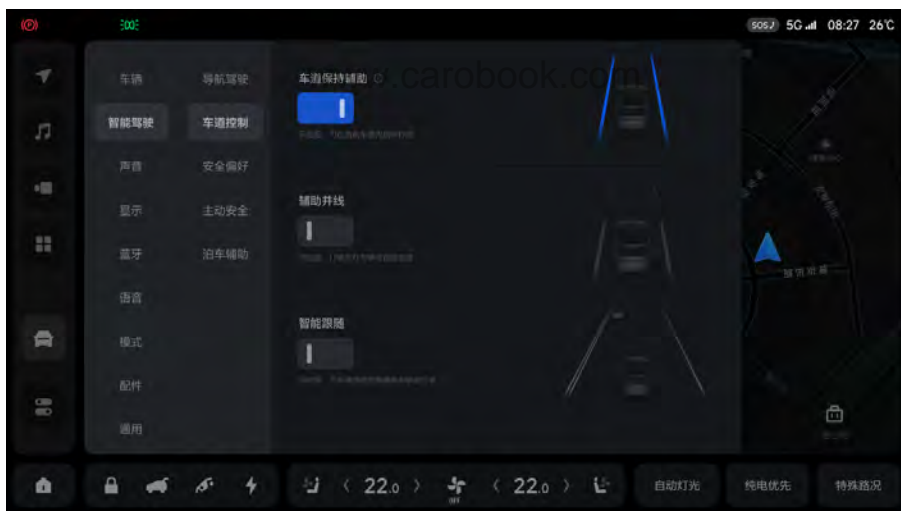 SOS
5G
08:27
26℃
车辆
导航驾驶
车道保持辅助
www.carobook.com
智能驾驶
车道控制
声音
安全偏好
显示
主动安全
辅助并线
蓝牙
泊车辅助
语音
模式
智能跟随
配件
通用
22.0
OFF
22.0
自动灯光
纯电优先
特殊路况